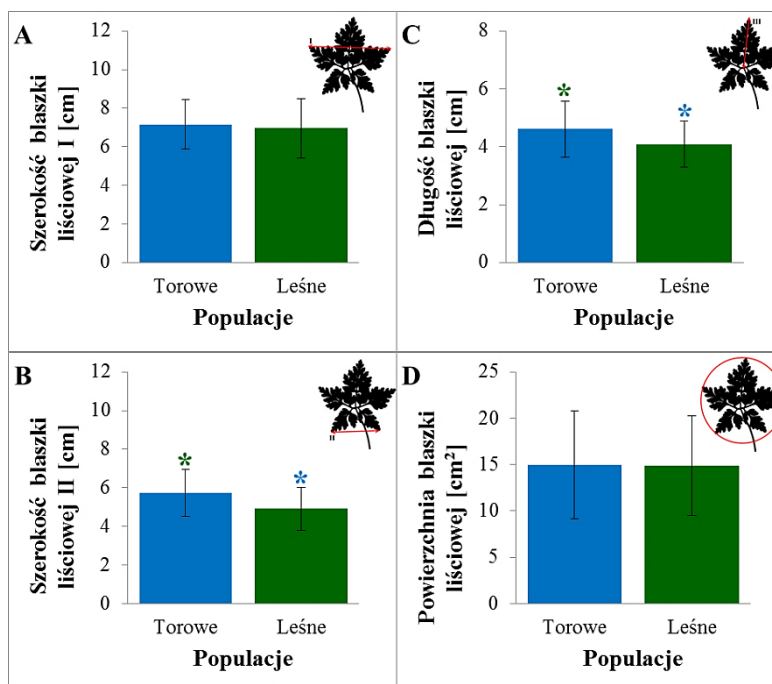 A
Szerokość blaszki
liściowej I [cm]
12
10
8
6
4
2
0
I
Torowe Leśne
Populacje
C
Długość blaszki
liściowej [cm]
8
6
4
2
0
III
* *
Torowe Leśne
Populacje
B
Szerokość blaszki
liściowej II [cm]
12
10
8
6
4
2
0
II
* *
Torowe Leśne
Populacje
D
Powierzchnia blaszki
liściowej [cm²]
25
20
15
10
5
0
Torowe Leśne
Populacje